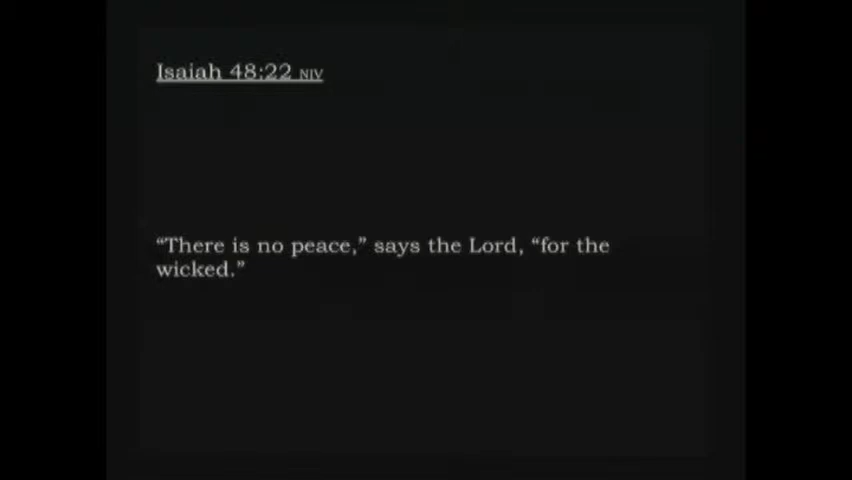 Isaiah 48:22 NIV
“There is no peace,” says the Lord, “for the
wicked.”